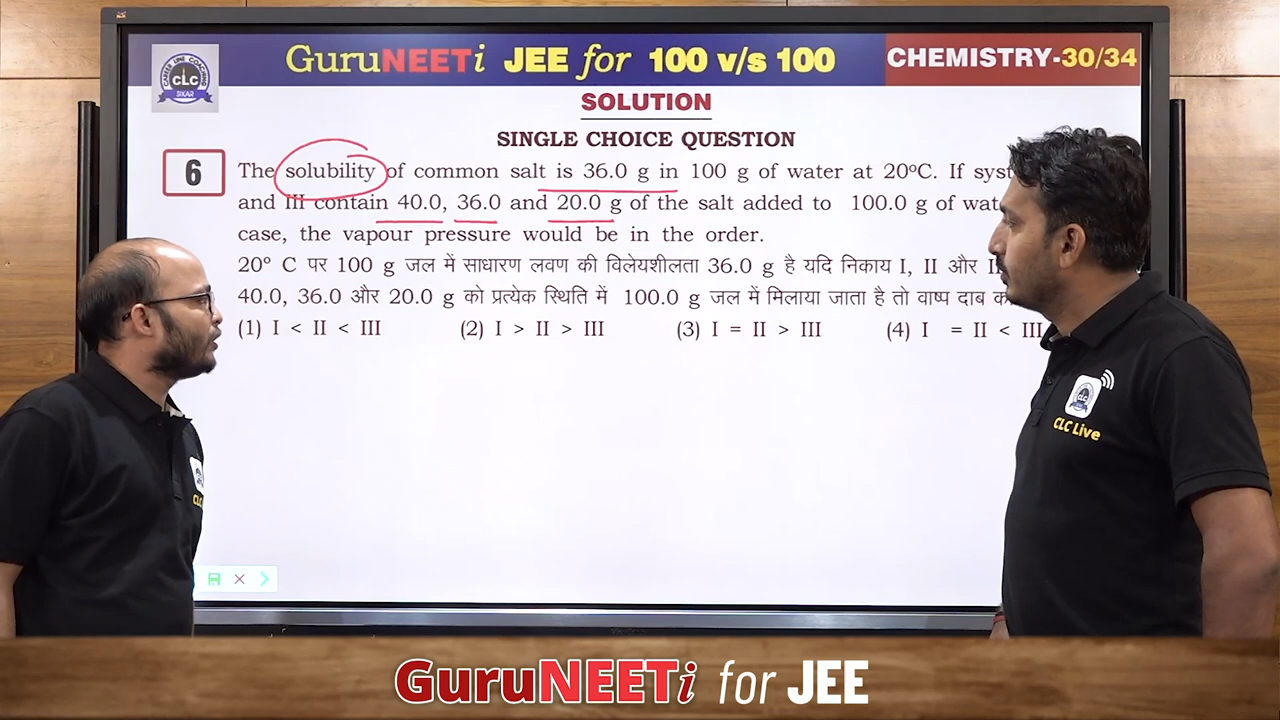 GuruNEETi JEE for 100 v/s 100
CHEMISTRY-30/34
CAREER LINE COACHING
CLC
SIKAR
SOLUTION
SINGLE CHOICE QUESTION
6
The solubility of common salt is 36.0 g in 100 g of water at 20ºC. If
and III contain 40.0, 36.0 and 20.0 g of the salt added to 100.0 g of
case, the vapour pressure would be in the order.
20° C पर 100 g जल में साधारण लवण की विलेयशीलता 36.0 g है यदि निकाय I, II और
40.0, 36.0 और 20.0 g को प्रत्येक स्थिति में 100.0 g जल में मिलाया जाता है तो वाष्प दाब
(1) I < II < III (2) I > II > III (3) I = II > III (4) I = II < III
CLC
CLC Live
GuruNEETi for JEE